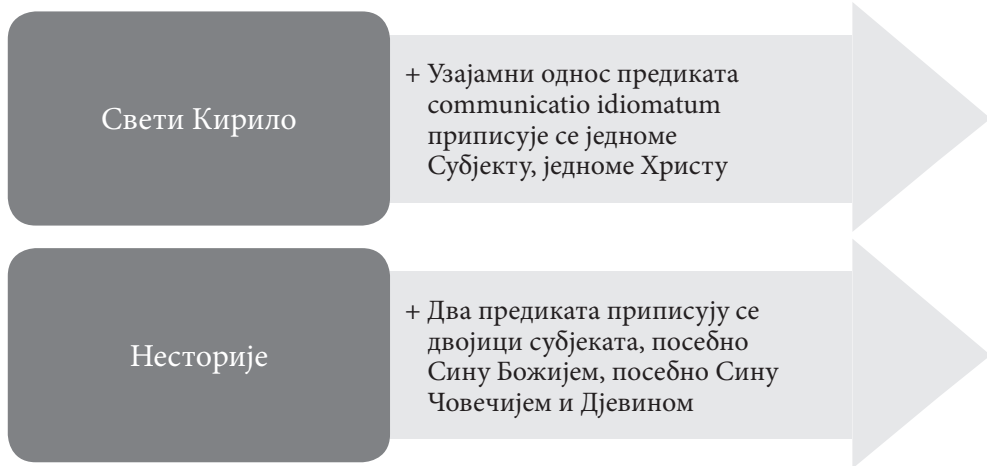 Свети Кирило
+ Узајамни однос предиката
communicatio idiomatum
приписује се једноме
Субјекту, једноме Христу
Несторије
+ Два предиката приписују се
двојици субјеката, посебно
Сину Божијем, посебно Сину
Човечијем и Дјевином